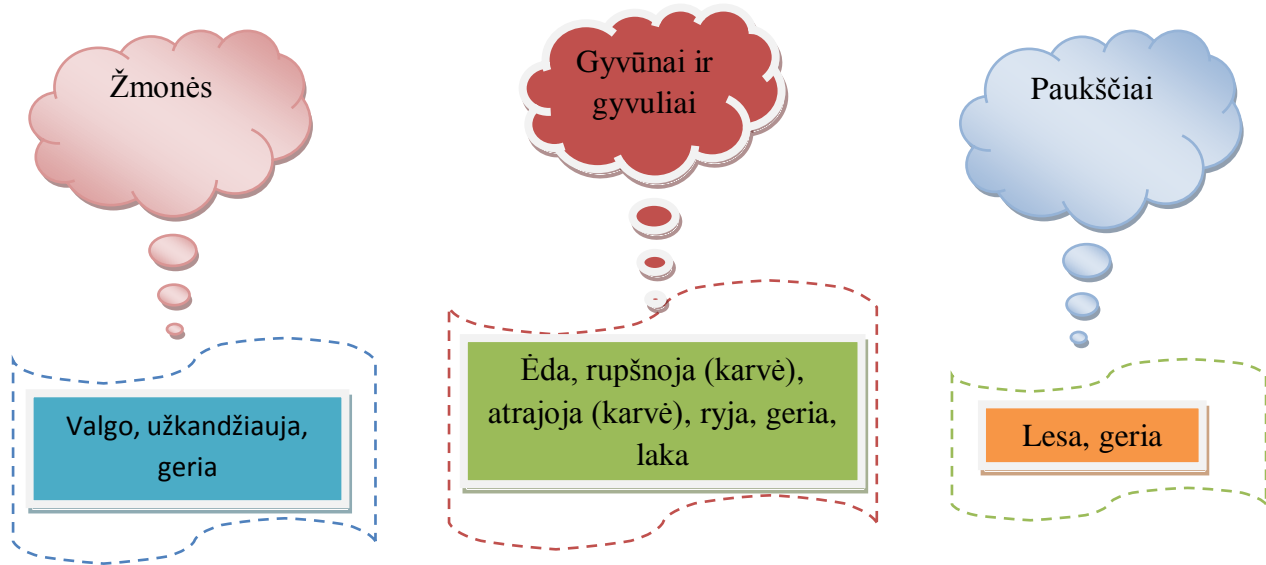 Žmonės
Gyvūnai ir
gyvuliai
Paukščiai
Valgo, užkandžiauja,
geria
Ėda, rupšnoja (karvė),
atrajoja (karvė), ryja, geria,
laka
Lesa, geria